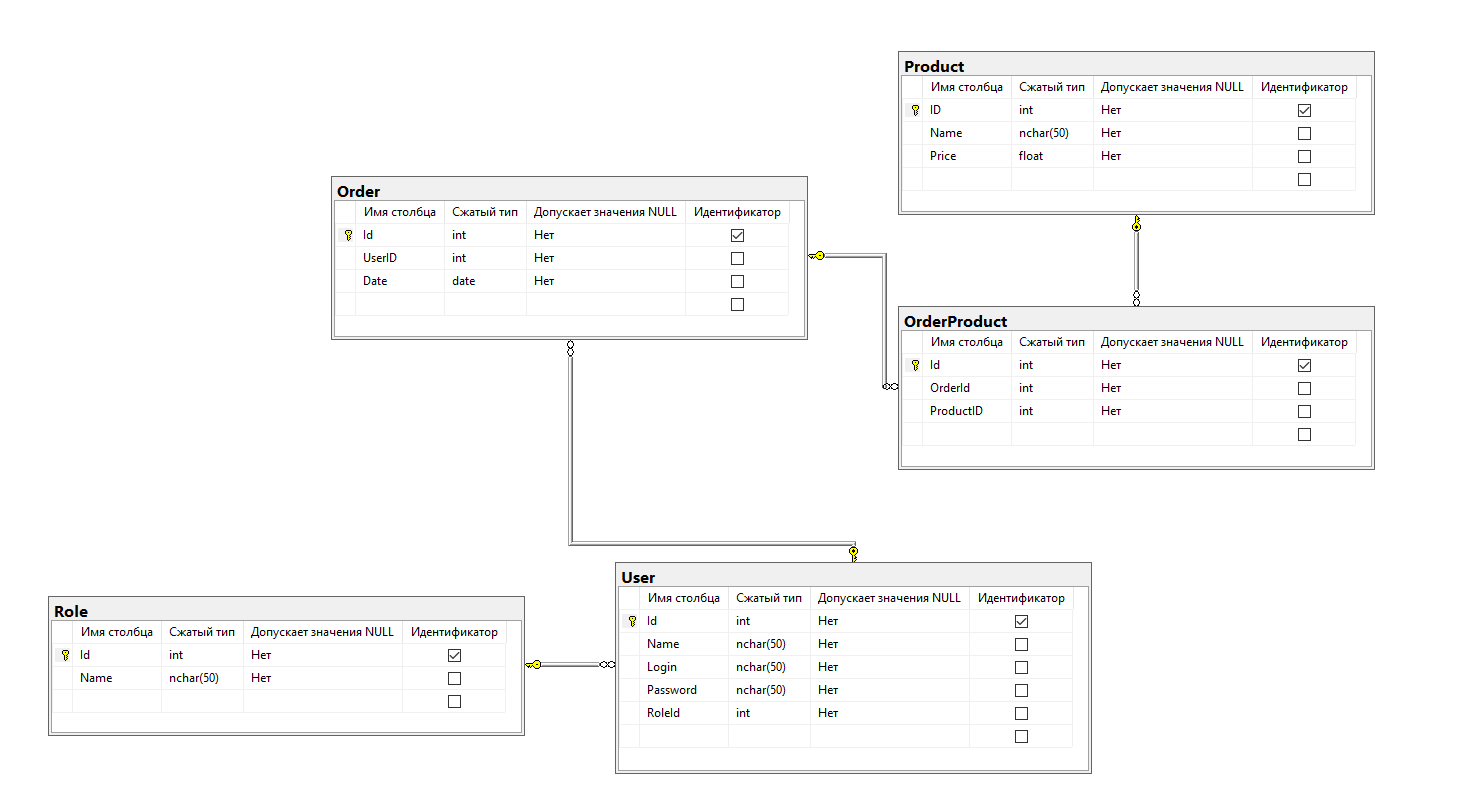 Product
Имя столбца Сжатый тип Допускает значения NULL Идентификатор
ID int Нет
Name nchar(50) Нет
Price float Нет
Order
Имя столбца Сжатый тип Допускает значения NULL Идентификатор
Id int Нет
UserID int Нет
Date date Нет
OrderProduct
Имя столбца Сжатый тип Допускает значения NULL Идентификатор
Id int Нет
OrderId int Нет
ProductID int Нет
User
Имя столбца Сжатый тип Допускает значения NULL Идентификатор
Id int Нет
Name nchar(50) Нет
Login nchar(50) Нет
Password nchar(50) Нет
RoleId int Нет
Role
Имя столбца Сжатый тип Допускает значения NULL Идентификатор
Id int Нет
Name nchar(50) Нет